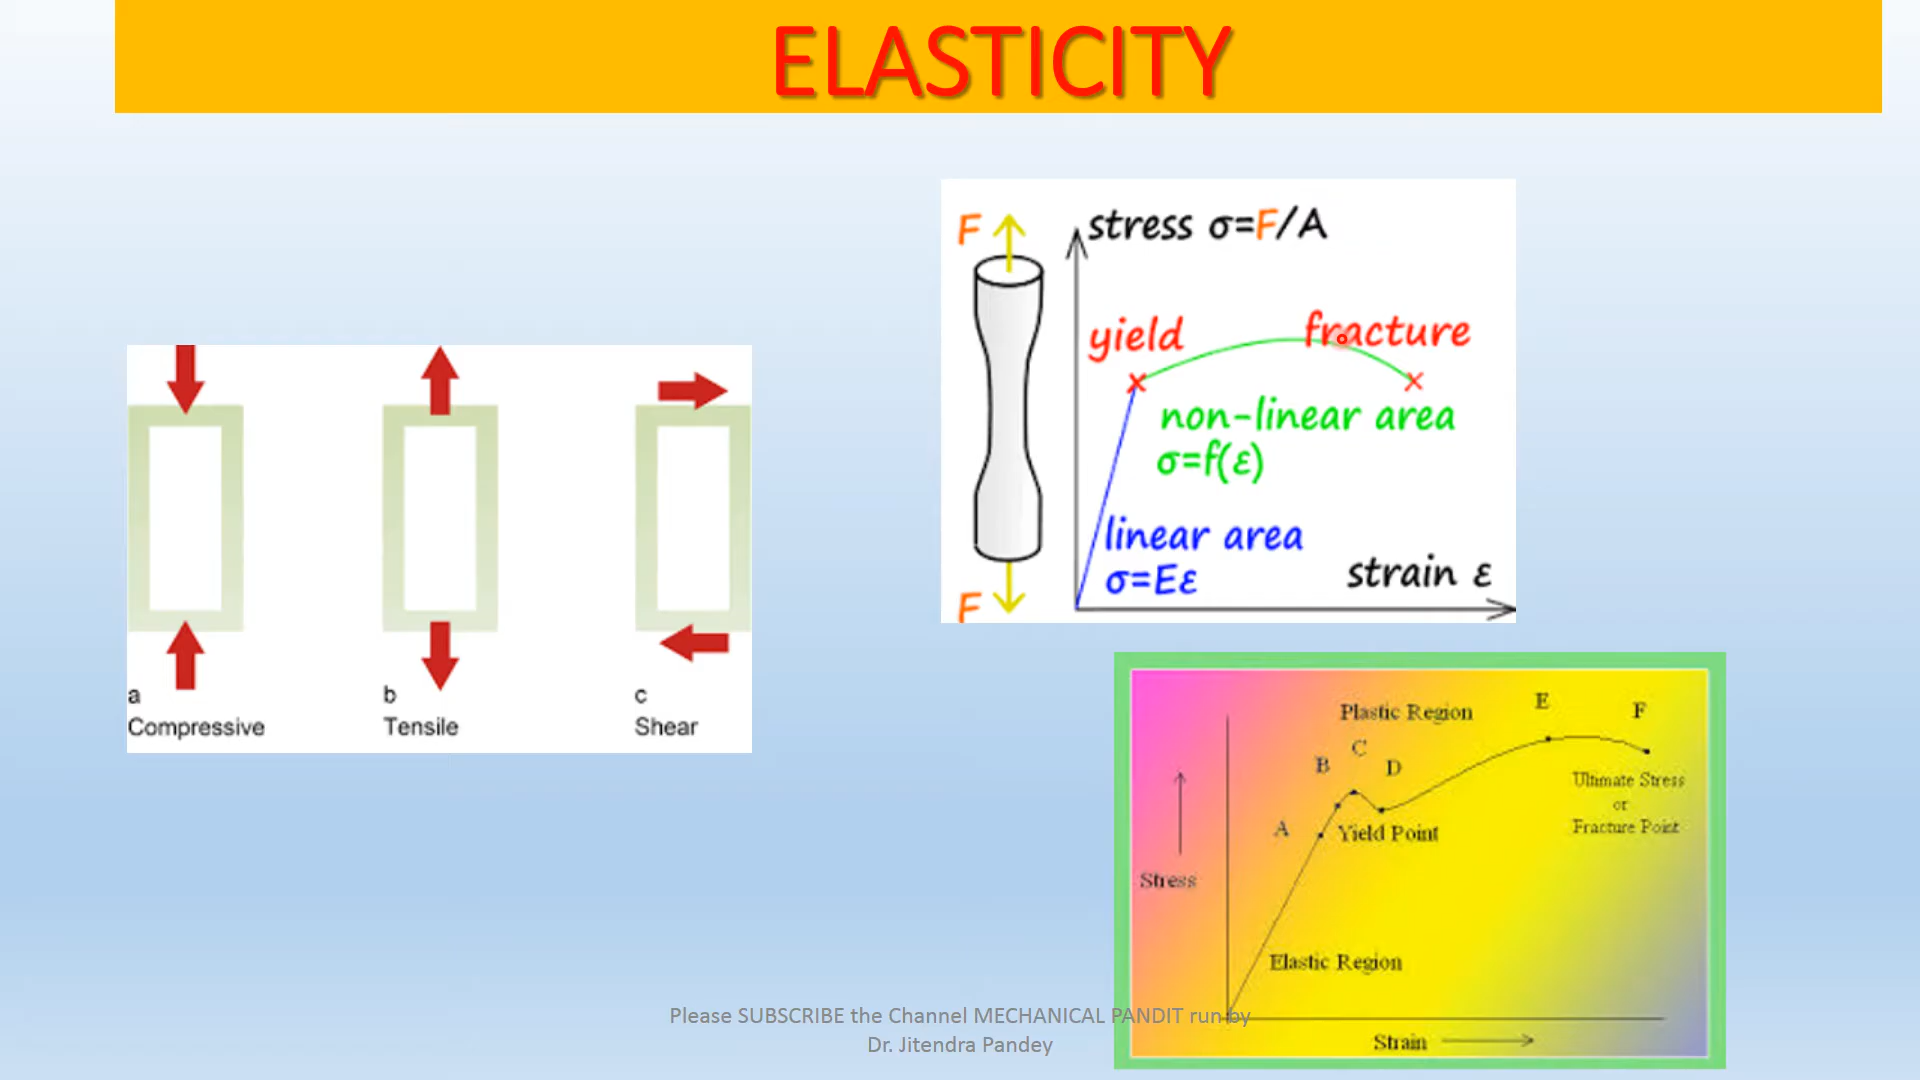 ELASTICITY
a
Compressive
b
Tensile
c
Shear
F
stress σ=F/A
yield
fracture
non-linear area
σ=f(ε)
linear area
σ=Eε
strain ε
F
Plastic Region
E
F
C
B
D
A
Yield Point
Ultimate Stress
or
Fracture Point
Stress
Elastic Region
Strain
Please SUBSCRIBE the Channel MECHANICAL PANDIT run by
Dr. Jitendra Pandey